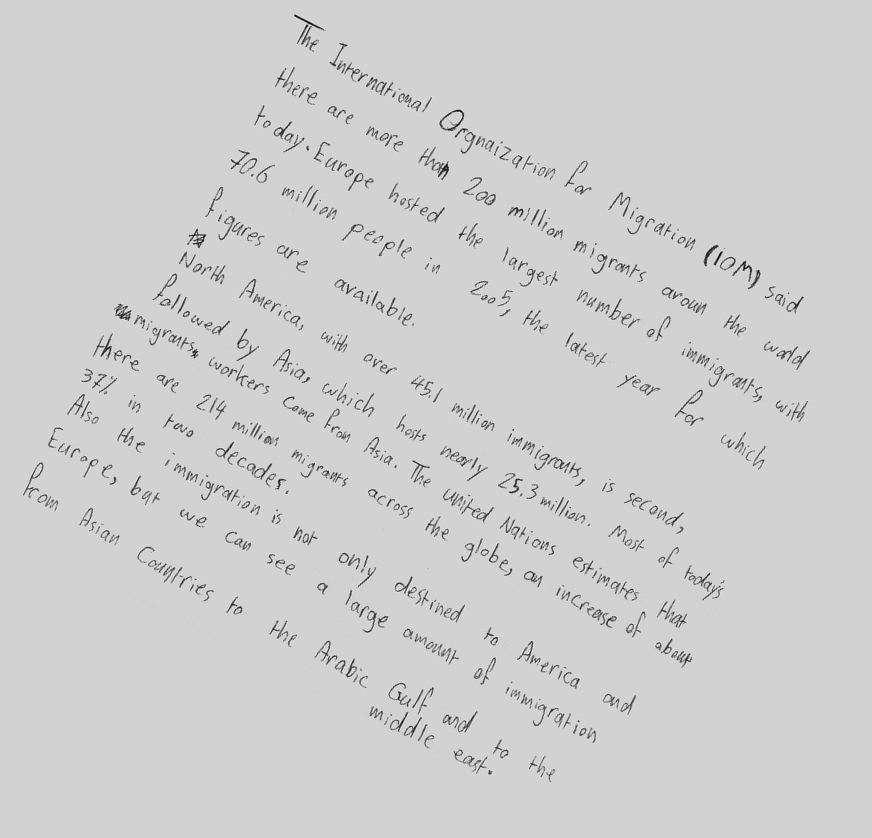 The International Orgnaization for Migration (IOM) said
there are more than 200 million migrants aroun the world
today. Europe hosted the largest number of immigrants, with
70.6 million people in 2005, the latest year for which
figures are available.
North America, with over 45.1 million immigrants, is second,
followed by Asia, which hosts nearly 25.3 million. Most of today's
migrants workers come from Asia. The United Nations estimates that
there are 214 million migrants across the globe, an increase of about
37% in two decades.
Also the immigration is not only destined to America and
Europe, bat we can see a large amount of immigration
from Asian Countries to the Arabic Gulf and to the
middle east.